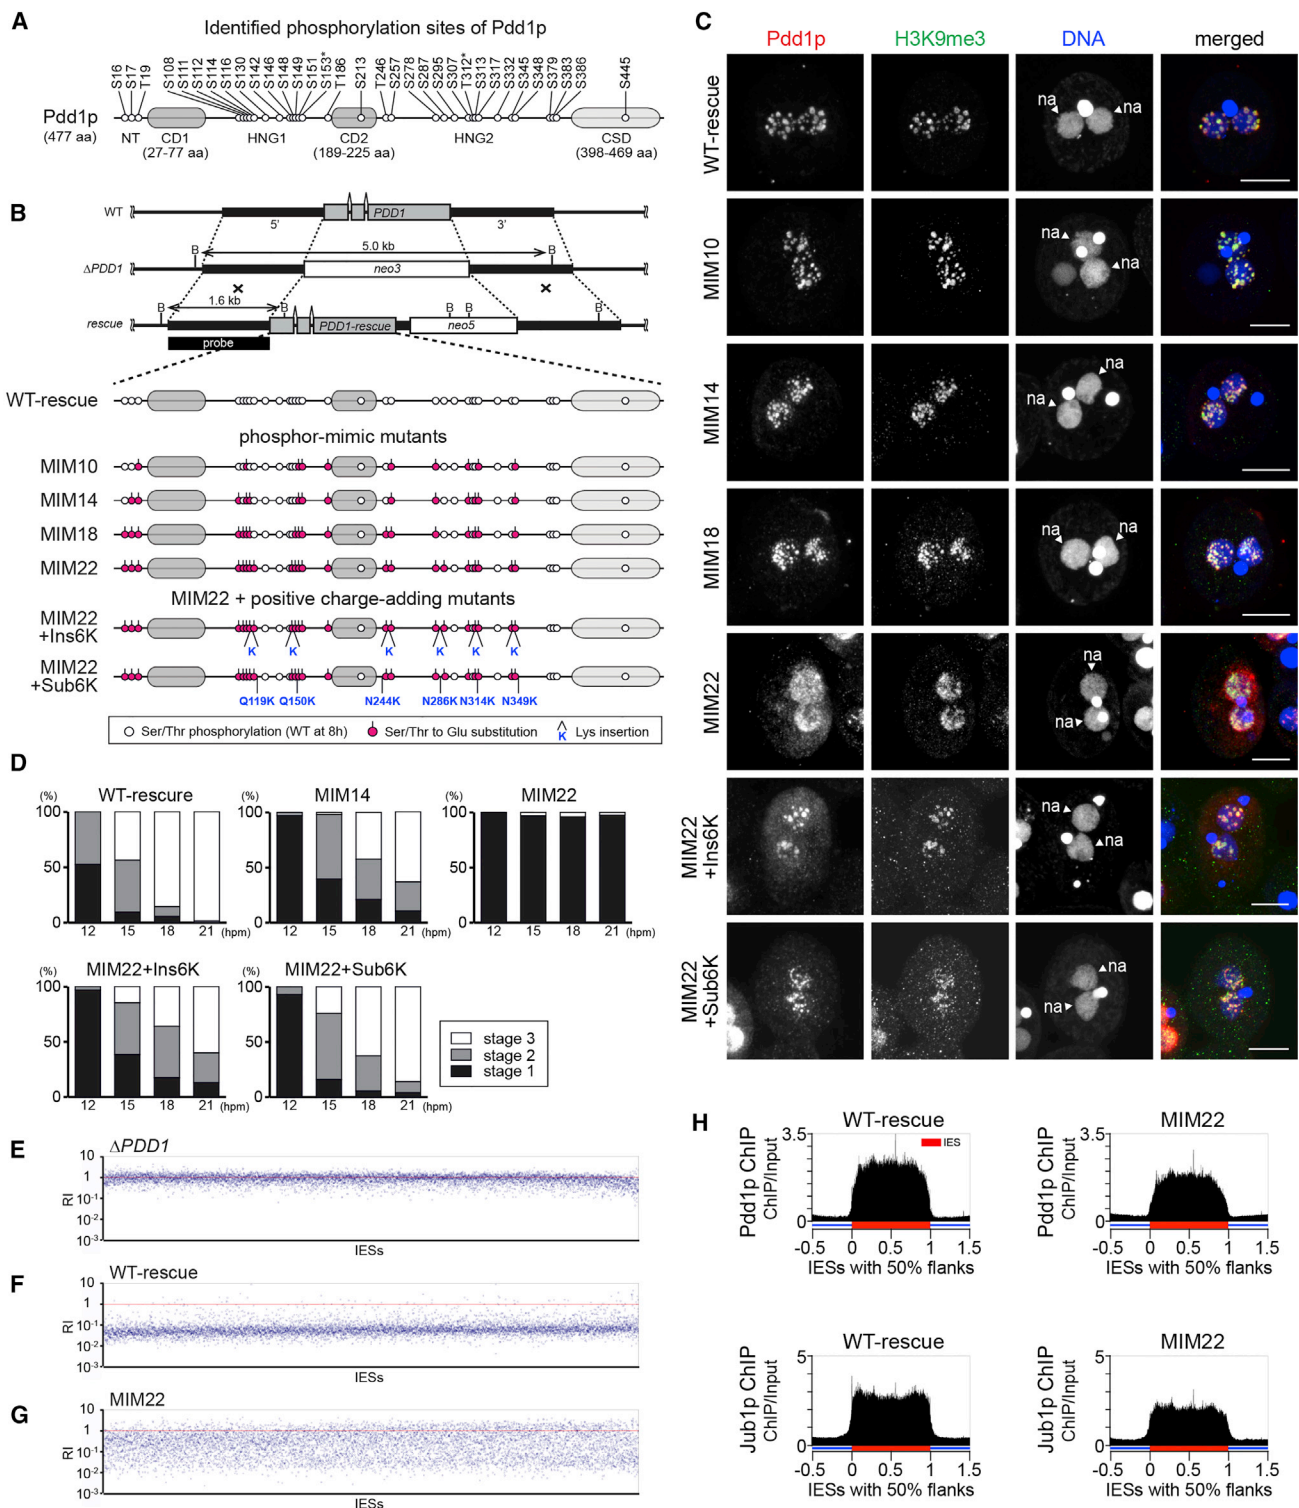 A
Identified phosphorylation sites of Pdd1p
S16 S17 T19 S108 S111 S112 S114 S116 S130 S142 S146 S148 S149 S151 S153* T186 S213 T246 S257 S278 S287 S295 S307 T312* S313 S317 S332 S345 S348 S379 S383 S386 S445
Pdd1p
(477 aa)
NT CD1 HNG1 CD2 HNG2 CSD
(27-77 aa) (189-225 aa) (398-469 aa)
B
WT PDD1
5' 3'
B 5.0 kb B
ΔPDD1 neo3
B 1.6 kb B B B B
rescue PDD1-rescue neo5
probe
WT-rescue
phosphor-mimic mutants
MIM10
MIM14
MIM18
MIM22
MIM22 + positive charge-adding mutants
MIM22
+Ins6K
K K K K K K
MIM22
+Sub6K
Q119K Q150K N244K N286K N314K N349K
Ser/Thr phosphorylation (WT at 8h) Ser/Thr to Glu substitution K Lys insertion
C
Pdd1p H3K9me3 DNA merged
WT-rescue
na na
MIM10
na na
MIM14
na na
MIM18
na na
MIM22
na na
MIM22
+Ins6K
na na
MIM22
+Sub6K
na na
D
(%) WT-rescure (%) MIM14 (%) MIM22
100 100 100
50 50 50
0 0 0
12 15 18 21 (hpm) 12 15 18 21 (hpm) 12 15 18 21 (hpm)
(%) MIM22+Ins6K (%) MIM22+Sub6K
100 100
50 50
0 0
12 15 18 21 (hpm) 12 15 18 21 (hpm)
stage 3
stage 2
stage 1
E
ΔPDD1
10
1
10-1
10-2
10-3
RI
IESs
F
WT-rescue
10
1
10-1
10-2
10-3
RI
IESs
G
MIM22
10
1
10-1
10-2
10-3
RI
IESs
H
WT-rescue MIM22
Pdd1p ChIP
ChIP/Input
3.5
0
IES
-0.5 0 0.5 1 1.5
IESs with 50% flanks
Pdd1p ChIP
ChIP/Input
3.5
0
-0.5 0 0.5 1 1.5
IESs with 50% flanks
WT-rescue MIM22
Jub1p ChIP
ChIP/Input
5
0
-0.5 0 0.5 1 1.5
IESs with 50% flanks
Jub1p ChIP
ChIP/Input
5
0
-0.5 0 0.5 1 1.5
IESs with 50% flanks